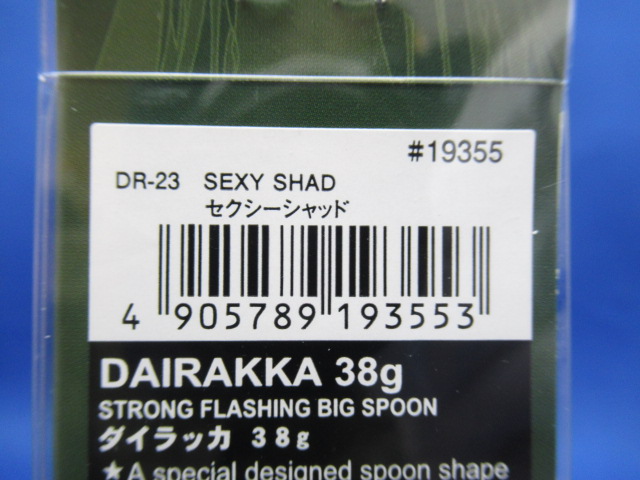 #19355
DR-23 SEXY SHAD
セクシーシャッド
4 905789 193553
DAIRAKKA 38g
STRONG FLASHING BIG SPOON
ダイラッカ 38g
★A special designed spoon shape